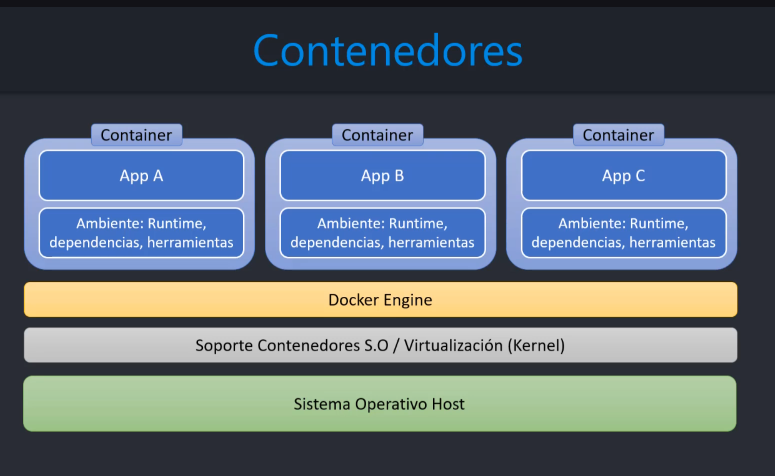 Contenedores
Container
App A
Ambiente: Runtime,
dependencias, herramientas
Container
App B
Ambiente: Runtime,
dependencias, herramientas
Container
App C
Ambiente: Runtime,
dependencias, herramientas
Docker Engine
Soporte Contenedores S.O / Virtualización (Kernel)
Sistema Operativo Host